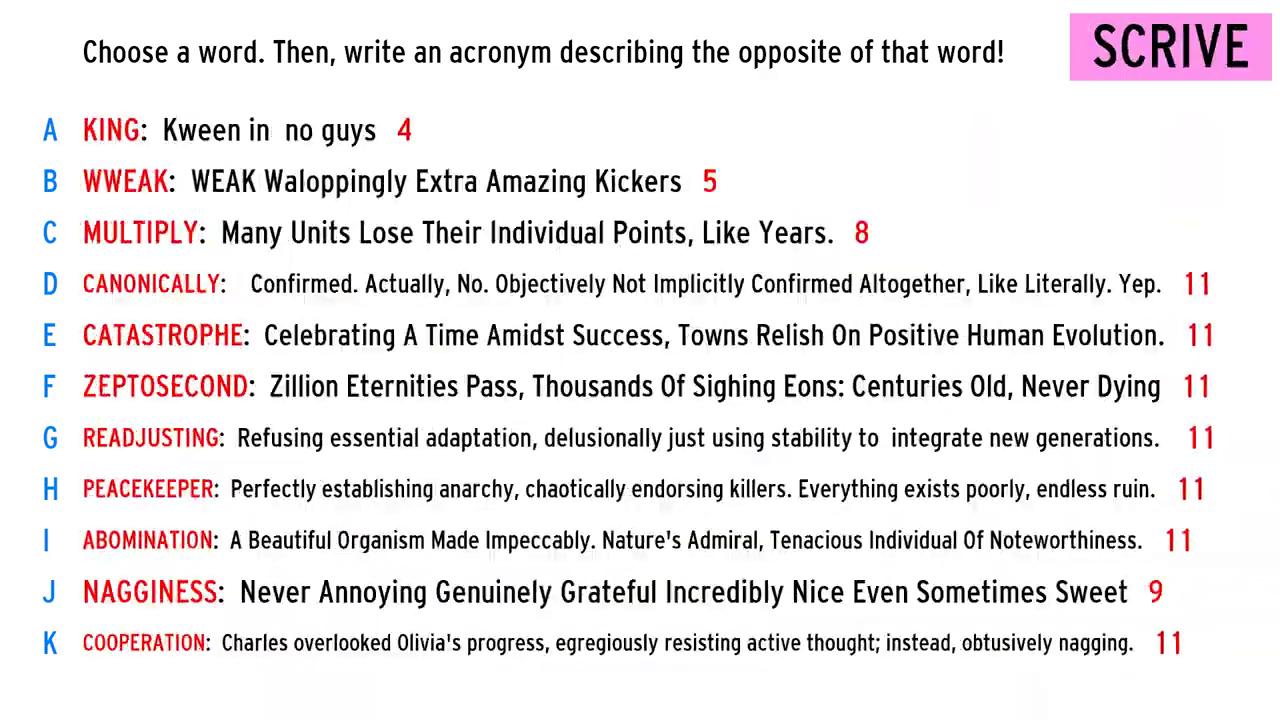 Choose a word. Then, write an acronym describing the opposite of that word!
SCRIVE
A KING: Kween in no guys 4
B WWEAK: WEAK Waloppingly Extra Amazing Kickers 5
C MULTIPLY: Many Units Lose Their Individual Points, Like Years. 8
D CANONICALLY: Confirmed. Actually, No. Objectively Not Implicitly Confirmed Altogether, Like Literally. Yep. 11
E CATASTROPHE: Celebrating A Time Amidst Success, Towns Relish On Positive Human Evolution. 11
F ZEPTOSECOND: Zillion Eternities Pass, Thousands Of Sighing Eons: Centuries Old, Never Dying 11
G READJUSTING: Refusing essential adaptation, delusionally just using stability to integrate new generations. 11
H PEACEKEEPER: Perfectly establishing anarchy, chaotically endorsing killers. Everything exists poorly, endless ruin. 11
I ABOMINATION: A Beautiful Organism Made Impeccably. Nature's Admiral, Tenacious Individual Of Noteworthiness. 11
J NAGGINESS: Never Annoying Genuinely Grateful Incredibly Nice Even Sometimes Sweet 9
K COOPERATION: Charles overlooked Olivia's progress, egregiously resisting active thought; instead, obtusively nagging. 11